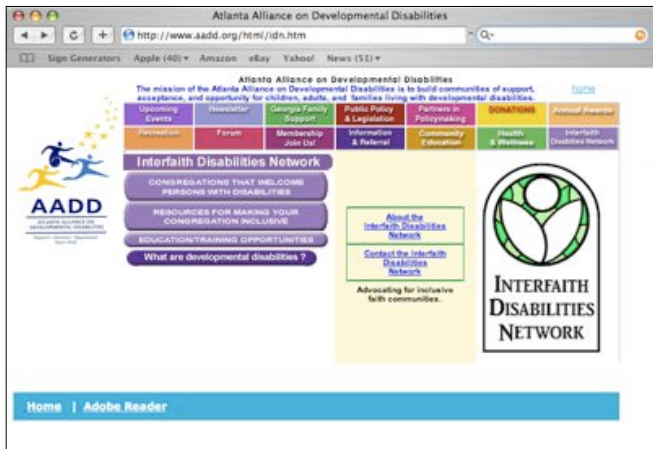 Atlanta Alliance on Developmental Disabilities
http://www.aadd.org/html/idn.htm
Sign Generators Apple (40) Amazon eBay Yahoo! News (51)
Atlanta Alliance on Developmental Disabilities
The mission of the Atlanta Alliance on Developmental Disabilities is to build communities of support,
acceptance, and opportunity for children, adults, and families living with developmental disabilities.
home
Upcoming Events
Newsletter
Georgia Family Support
Public Policy & Legislation
Partners in Policymaking
DONATIONS
Annual Awards
Recreation
Forum
Membership Join Us!
Information & Referral
Community Education
Health & Wellness
Interfaith Disabilities Network
AADD
ATLANTA ALLIANCE ON
DEVELOPMENTAL DISABILITIES
Interfaith Disabilities Network
CONGREGATIONS THAT WELCOME
PERSONS WITH DISABILITIES
RESOURCES FOR MAKING YOUR
CONGREGATION INCLUSIVE
EDUCATION/TRAINING OPPORTUNITIES
What are developmental disabilities ?
About the
Interfaith Disabilities
Network
Contact the Interfaith
Disabilities
Network
Advocating for inclusive
faith communities.
INTERFAITH
DISABILITIES
NETWORK
Home | Adobe Reader